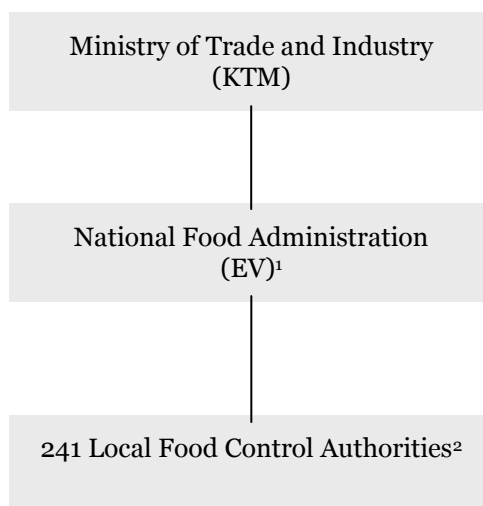 Ministry of Trade and Industry
(KTM)
National Food Administration
(EV)¹
241 Local Food Control Authorities²